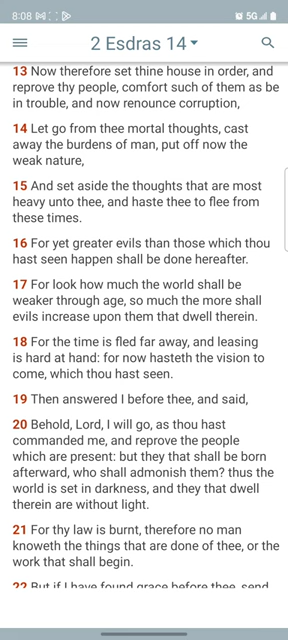 8:08
5G
2 Esdras 14
13 Now therefore set thine house in order, and
reprove thy people, comfort such of them as be
in trouble, and now renounce corruption,
14 Let go from thee mortal thoughts, cast
away the burdens of man, put off now the
weak nature,
15 And set aside the thoughts that are most
heavy unto thee, and haste thee to flee from
these times.
16 For yet greater evils than those which thou
hast seen happen shall be done hereafter.
17 For look how much the world shall be
weaker through age, so much the more shall
evils increase upon them that dwell therein.
18 For the time is fled far away, and leasing
is hard at hand: for now hasteth the vision to
come, which thou hast seen.
19 Then answered I before thee, and said,
20 Behold, Lord, I will go, as thou hast
commanded me, and reprove the people
which are present: but they that shall be born
afterward, who shall admonish them? thus the
world is set in darkness, and they that dwell
therein are without light.
21 For thy law is burnt, therefore no man
knoweth the things that are done of thee, or the
work that shall begin.
22 But if I have found grace before thee, send